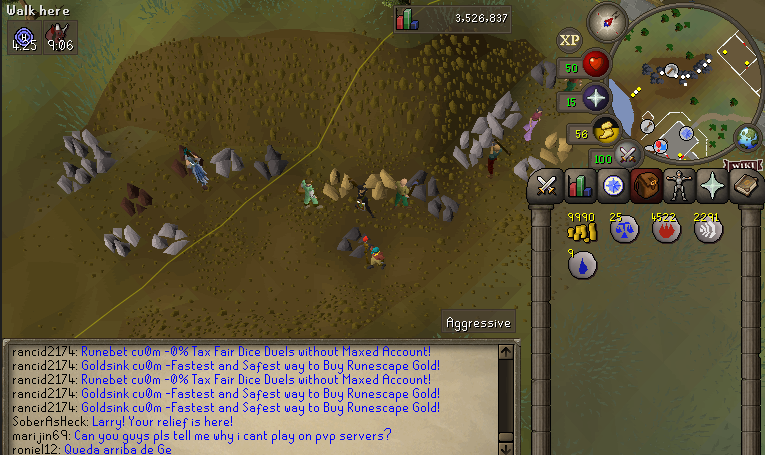 Walk here
4:25 9:06
3,526,837
XP
50
15
56
100
WIKI
9990 25 4522 2291
9
Aggressive
rancid2174: Runebet cu0m -0% Tax Fair Dice Duels without Maxed Account!
rancid2174: Goldsink cu0m -Fastest and Safest way to Buy Runescape Gold!
rancid2174: Runebet cu0m -0% Tax Fair Dice Duels without Maxed Account!
rancid2174: Goldsink cu0m -Fastest and Safest way to Buy Runescape Gold!
rancid2174: Goldsink cu0m -Fastest and Safest way to Buy Runescape Gold!
SoberAsHeck: Larry! Your relief is here!
marijin69: Can you guys pls tell me why i cant play on pvp servers?
roniel12: Queda arriba de Ge